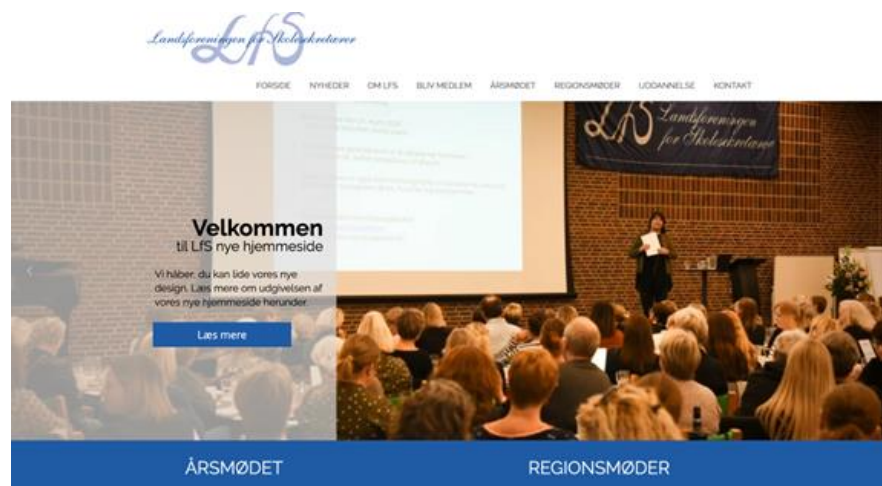 Landsforeningen for Skolesekretærer
LfS
FORSIDE NYHEDER OM LFS BLIV MEDLEM ÅRSMØDET REGIONSMØDER UDDANNELSE KONTAKT
LfS Landsforeningen
for Skolesekretærer
Velkommen
til LfS nye hjemmeside
Vi håber, du kan lide vores nye
design. Læs mere om udgivelsen af
vores nye hjemmeside herunder.
Læs mere
ÅRSMØDET REGIONSMØDER